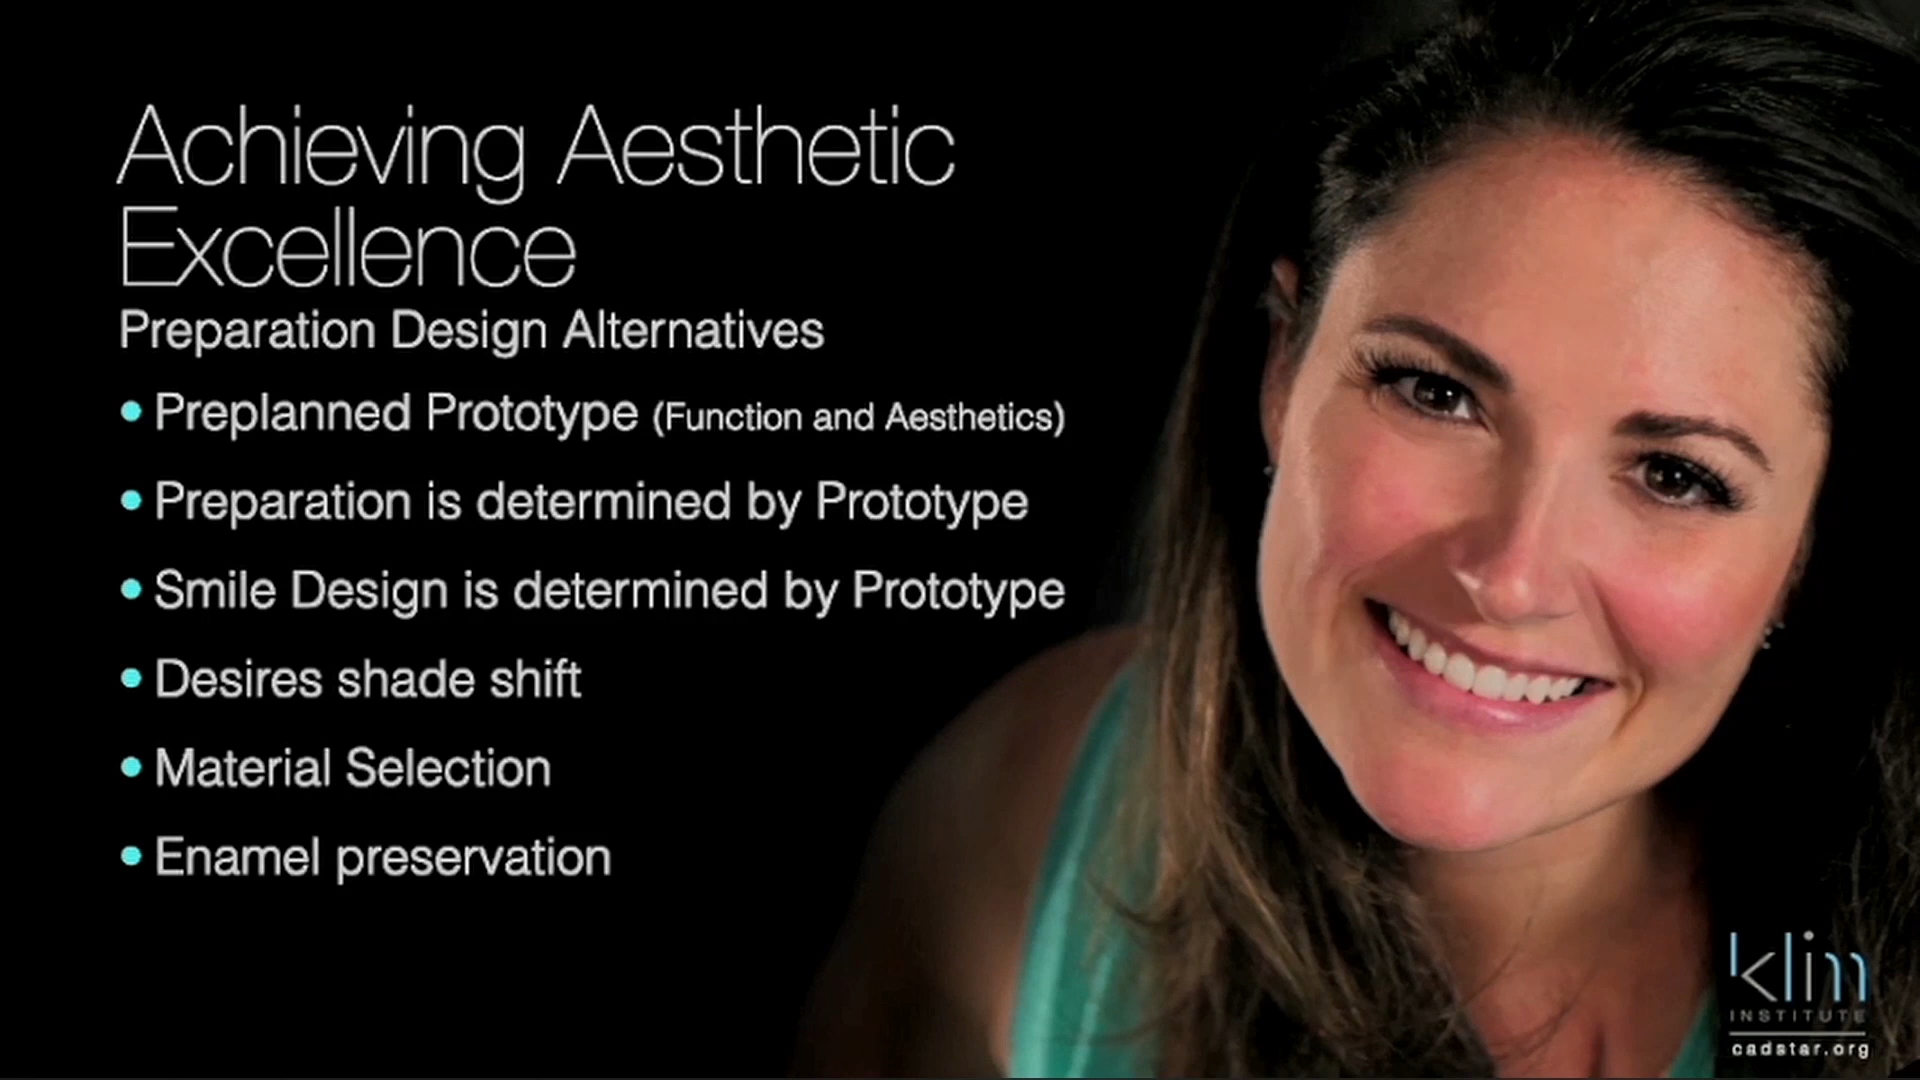 Achieving Aesthetic
Excellence
Preparation Design Alternatives
• Preplanned Prototype (Function and Aesthetics)
• Preparation is determined by Prototype
• Smile Design is determined by Prototype
• Desires shade shift
• Material Selection
• Enamel preservation
klim
INSTITUTE
cadstar.org